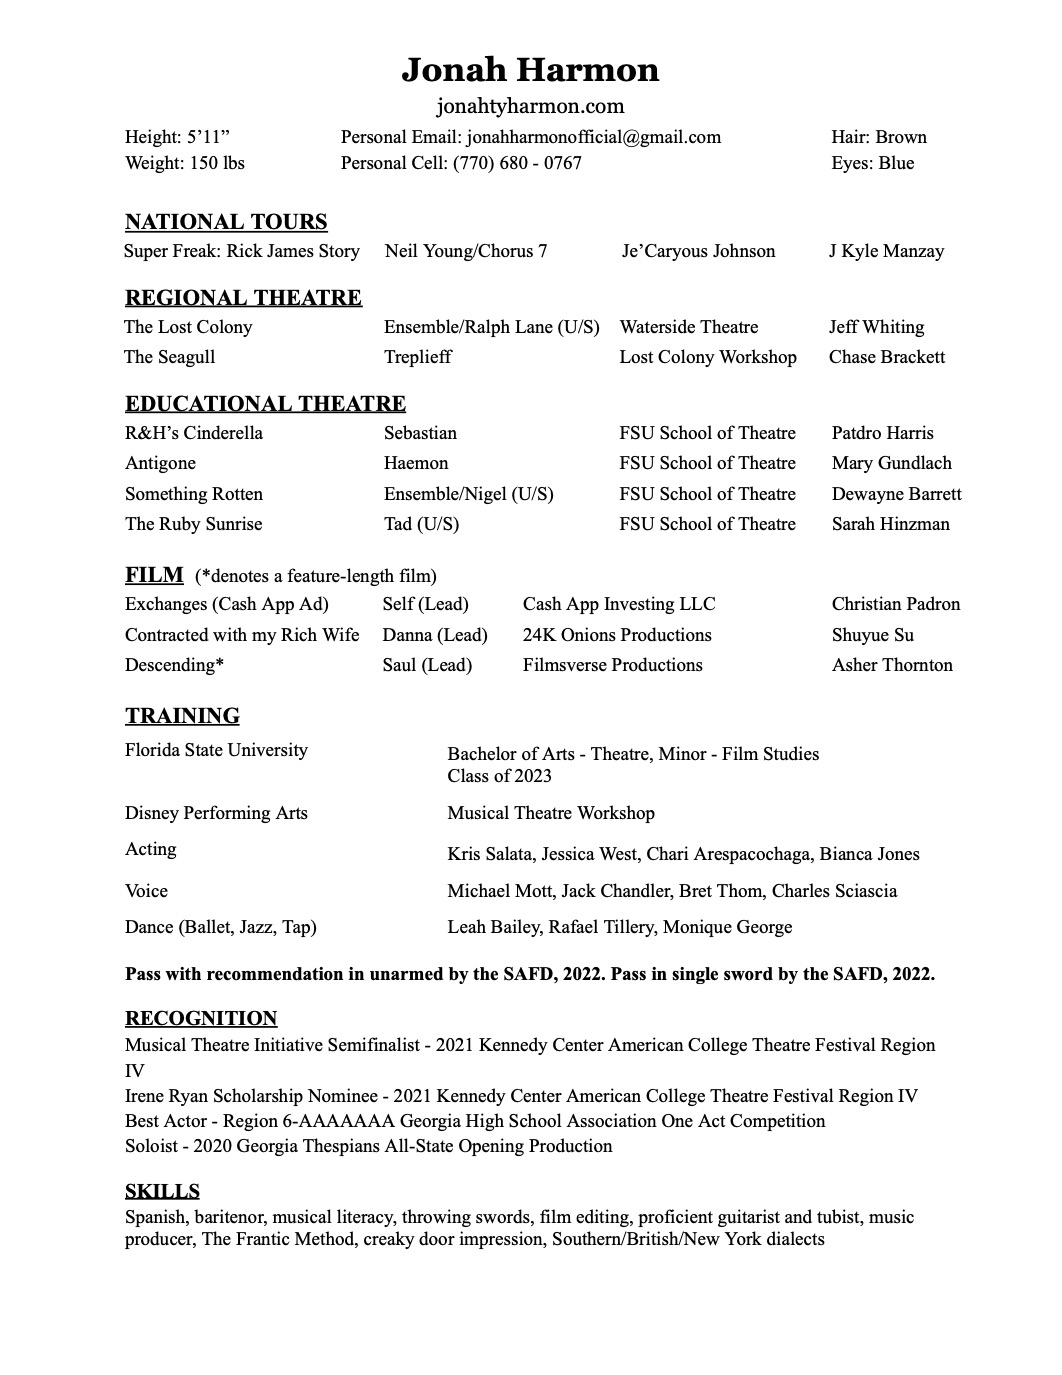 Jonah Harmon
jonahtyharmon.com
Height: 5’11” Personal Email: jonahharmonofficial@gmail.com Hair: Brown
Weight: 150 lbs Personal Cell: (770) 680 - 0767 Eyes: Blue
NATIONAL TOURS
Super Freak: Rick James Story Neil Young/Chorus 7 Je’Caryous Johnson J Kyle Manzay
REGIONAL THEATRE
The Lost Colony Ensemble/Ralph Lane (U/S) Waterside Theatre Jeff Whiting
The Seagull Treplieff Lost Colony Workshop Chase Brackett
EDUCATIONAL THEATRE
R&H’s Cinderella Sebastian FSU School of Theatre Patdro Harris
Antigone Haemon FSU School of Theatre Mary Gundlach
Something Rotten Ensemble/Nigel (U/S) FSU School of Theatre Dewayne Barrett
The Ruby Sunrise Tad (U/S) FSU School of Theatre Sarah Hinzman
FILM (*denotes a feature-length film)
Exchanges (Cash App Ad) Self (Lead) Cash App Investing LLC Christian Padron
Contracted with my Rich Wife Danna (Lead) 24K Onions Productions Shuyue Su
Descending* Saul (Lead) Filmsverse Productions Asher Thornton
TRAINING
Florida State University Bachelor of Arts - Theatre, Minor - Film Studies
Class of 2023
Disney Performing Arts Musical Theatre Workshop
Acting Kris Salata, Jessica West, Chari Arespacochaga, Bianca Jones
Voice Michael Mott, Jack Chandler, Bret Thom, Charles Sciascia
Dance (Ballet, Jazz, Tap) Leah Bailey, Rafael Tillery, Monique George
Pass with recommendation in unarmed by the SAFD, 2022. Pass in single sword by the SAFD, 2022.
RECOGNITION
Musical Theatre Initiative Semifinalist - 2021 Kennedy Center American College Theatre Festival Region
IV
Irene Ryan Scholarship Nominee - 2021 Kennedy Center American College Theatre Festival Region IV
Best Actor - Region 6-AAAAAAA Georgia High School Association One Act Competition
Soloist - 2020 Georgia Thespians All-State Opening Production
SKILLS
Spanish, baritenor, musical literacy, throwing swords, film editing, proficient guitarist and tubist, music
producer, The Frantic Method, creaky door impression, Southern/British/New York dialects